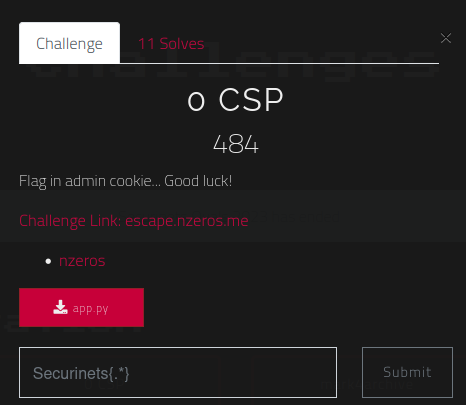 Challenge
11 Solves
×
0 CSP
484
Flag in admin cookie... Good luck!
Challenge Link: escape.nzeros.me
• nzeros
app.py
Securinets{.*}
Submit